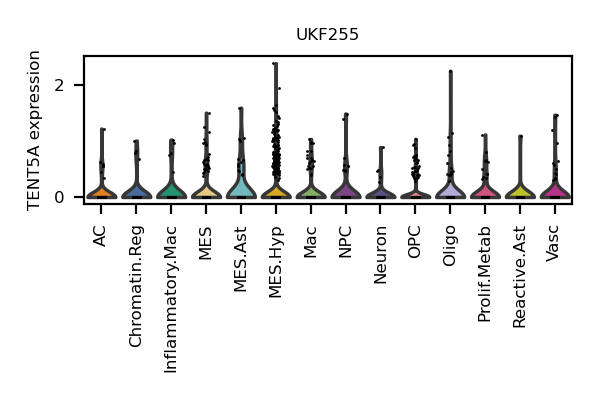 UKF255
TENT5A expression
2
0
AC
Chromatin.Reg
Inflammatory.Mac
MES
MES.Ast
MES.Hyp
Mac
NPC
Neuron
OPC
Oligo
Prolif.Metab
Reactive.Ast
Vasc